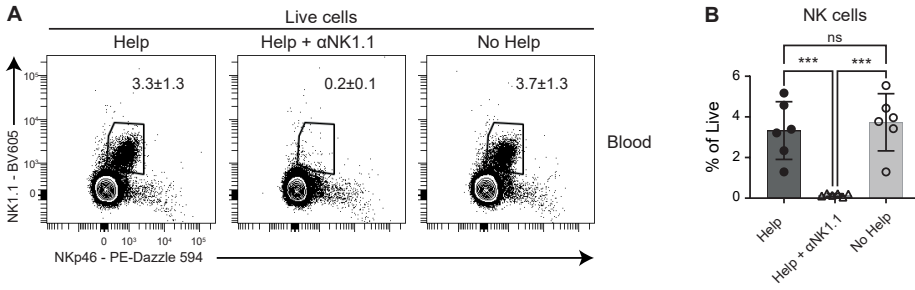 A
Live cells
Help
Help + αNK1.1
No Help
3.3±1.3
0.2±0.1
3.7±1.3
10⁵
10⁴
10³
0
NK1.1 - BV605
0 10³ 10⁴ 10⁵
NKp46 - PE-Dazzle 594
Blood
B
NK cells
ns
*** ***
6
4
2
0
% of Live
Help
Help + αNK1.1
No Help